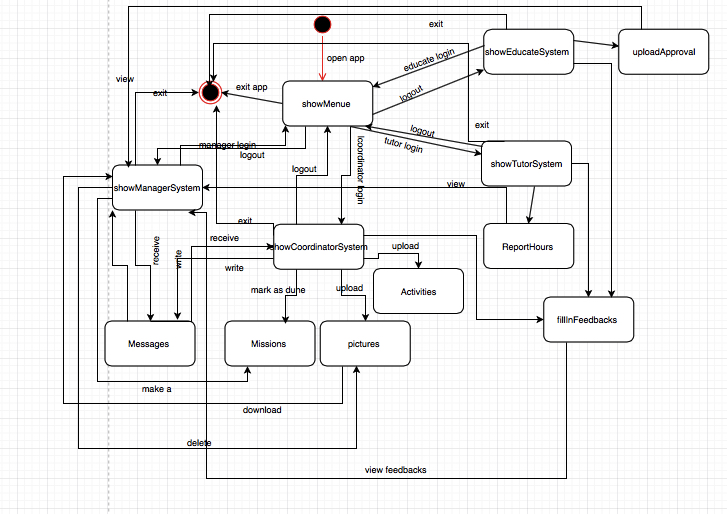 exit
showEducateSystem
uploadApproval
open app
educate login
view
exit
exit app
showMenue
logout
exit
logout
manager login
tutor login
logout
showTutorSystem
logout
lcoordinator login
view
showManagerSystem
exit
ReportHours
receive
write
receive
showCoordinatorSystem
upload
write
mark as dune
upload
Activities
fillInFeedbacks
Messages
Missions
pictures
make a
download
delete
view feedbacks